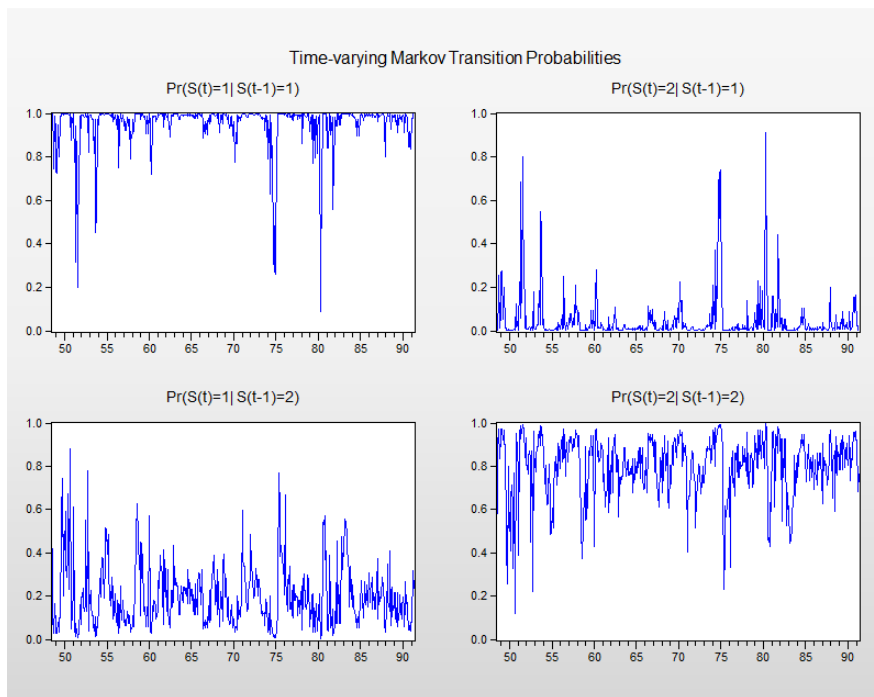 Time-varying Markov Transition Probabilities
Pr(S(t)=1| S(t-1)=1)
1.0
0.8
0.6
0.4
0.2
0.0
50 55 60 65 70 75 80 85 90
Pr(S(t)=2| S(t-1)=1)
1.0
0.8
0.6
0.4
0.2
0.0
50 55 60 65 70 75 80 85 90
Pr(S(t)=1| S(t-1)=2)
1.0
0.8
0.6
0.4
0.2
0.0
50 55 60 65 70 75 80 85 90
Pr(S(t)=2| S(t-1)=2)
1.0
0.8
0.6
0.4
0.2
0.0
50 55 60 65 70 75 80 85 90